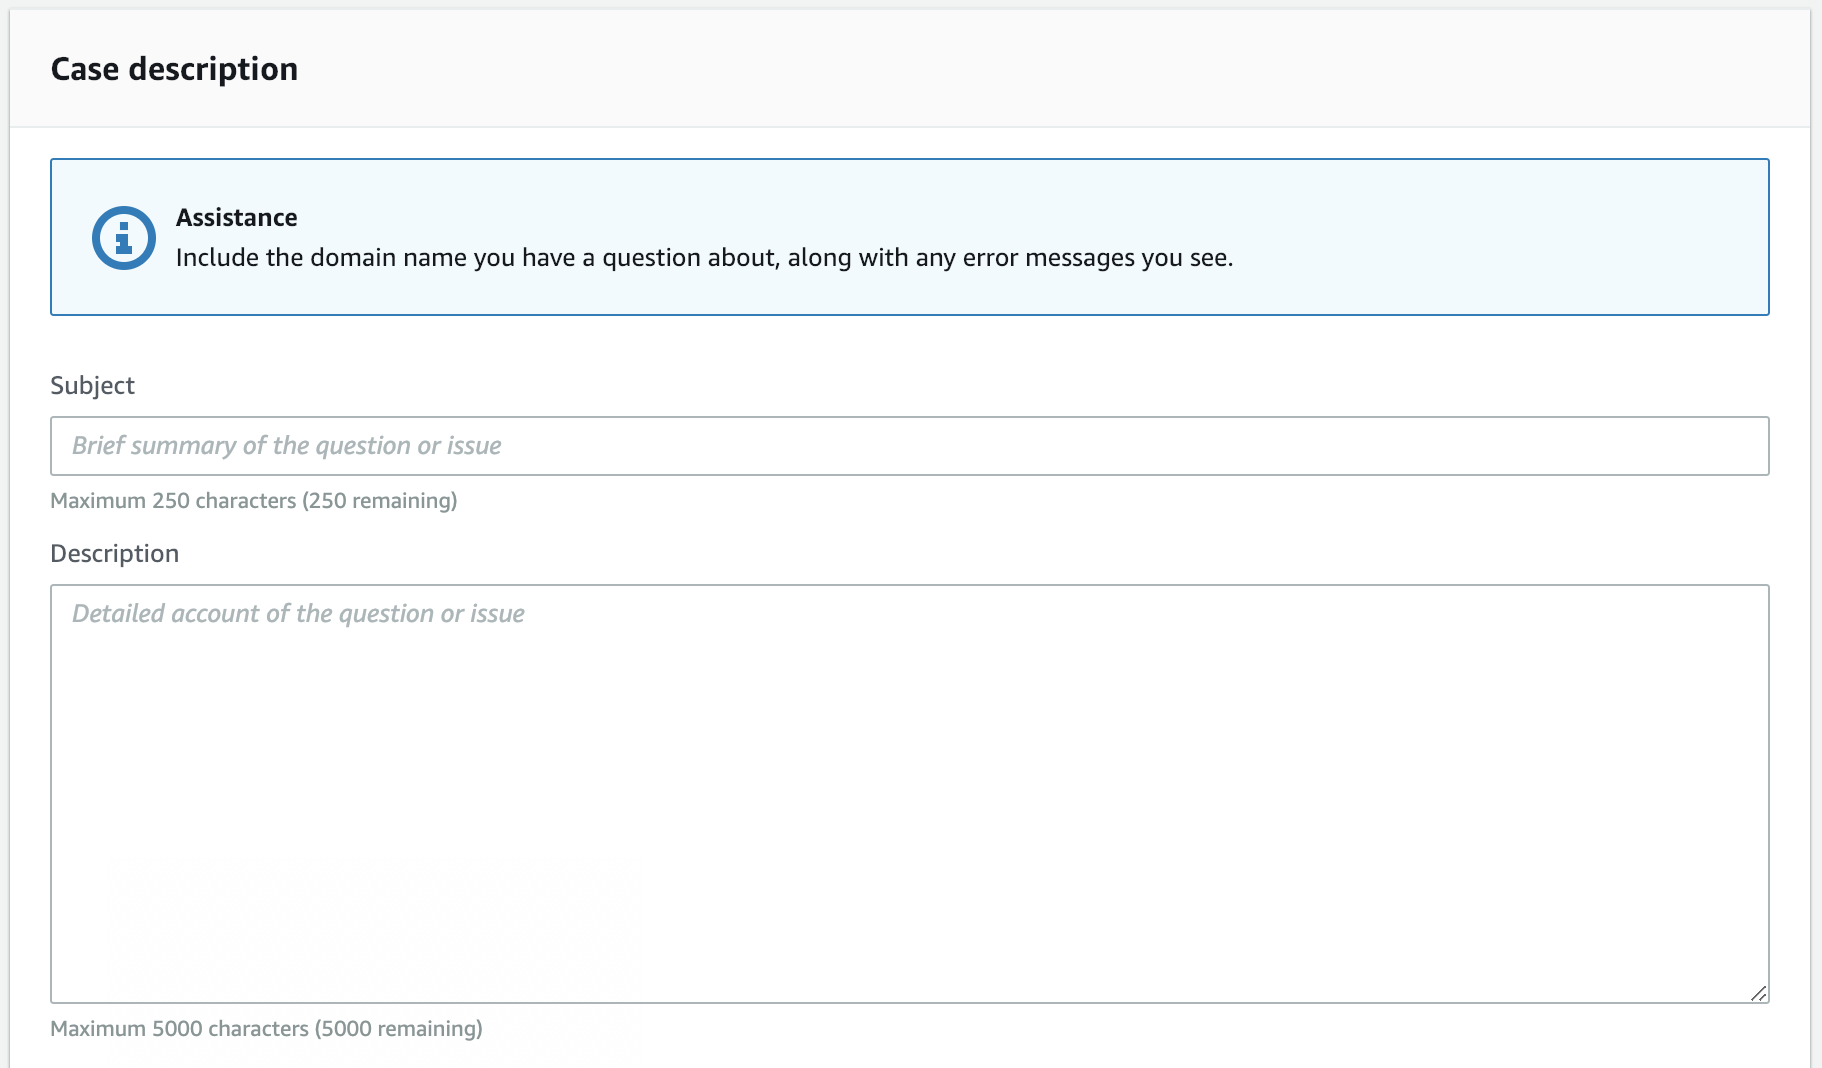 Case description
Assistance
Include the domain name you have a question about, along with any error messages you see.
Subject
Brief summary of the question or issue
Maximum 250 characters (250 remaining)
Description
Detailed account of the question or issue
Maximum 5000 characters (5000 remaining)